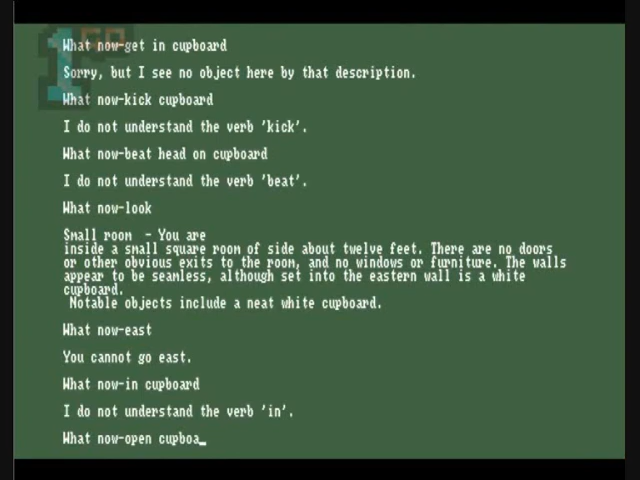 What now-get in cupboard
Sorry, but I see no object here by that description.
What now-kick cupboard
I do not understand the verb 'kick'.
What now-beat head on cupboard
I do not understand the verb 'beat'.
What now-look
Small room - You are
inside a small square room of side about twelve feet. There are no doors
or other obvious exits to the room, and no windows or furniture. The walls
appear to be seamless, although set into the eastern wall is a white
cupboard.
Notable objects include a neat white cupboard.
What now-east
You cannot go east.
What now-in cupboard
I do not understand the verb 'in'.
What now-open cupboa_